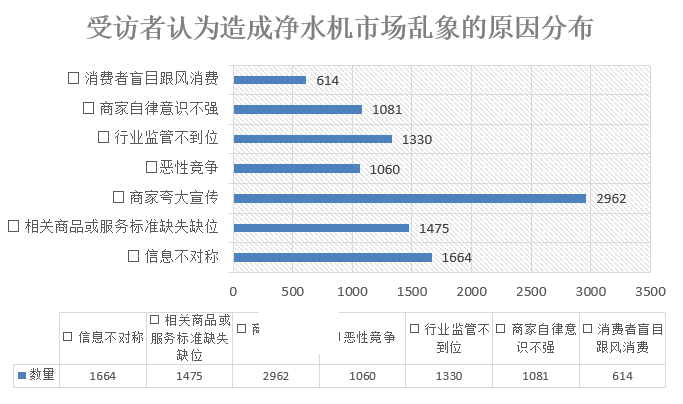 受访者认为造成净水机市场乱象的原因分布
□ 消费者盲目跟风消费
614
□ 商家自律意识不强
1081
□ 行业监管不到位
1330
□恶性竞争
1060
□ 商家夸大宣传
2962
□ 相关商品或服务标准缺失缺位
1475
□ 信息不对称
1664
0 500 1000 1500 2000 2500 3000 3500
□ 信息不对称
□ 相关商品或
服务标准缺失
缺位
恶性竞争
□ 行业监管不
到位
□ 商家自律意
识不强
□ 消费者盲目
跟风消费
数量 1664 1475 2962 1060 1330 1081 614